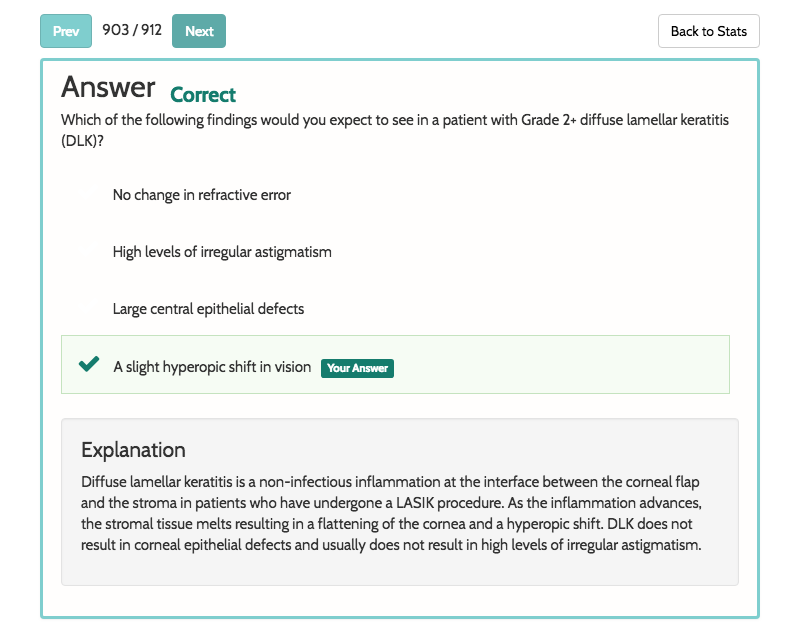 Prev 903 / 912 Next Back to Stats
Answer Correct
Which of the following findings would you expect to see in a patient with Grade 2+ diffuse lamellar keratitis
(DLK)?
No change in refractive error
High levels of irregular astigmatism
Large central epithelial defects
A slight hyperopic shift in vision Your Answer
Explanation
Diffuse lamellar keratitis is a non-infectious inflammation at the interface between the corneal flap
and the stroma in patients who have undergone a LASIK procedure. As the inflammation advances,
the stromal tissue melts resulting in a flattening of the cornea and a hyperopic shift. DLK does not
result in corneal epithelial defects and usually does not result in high levels of irregular astigmatism.